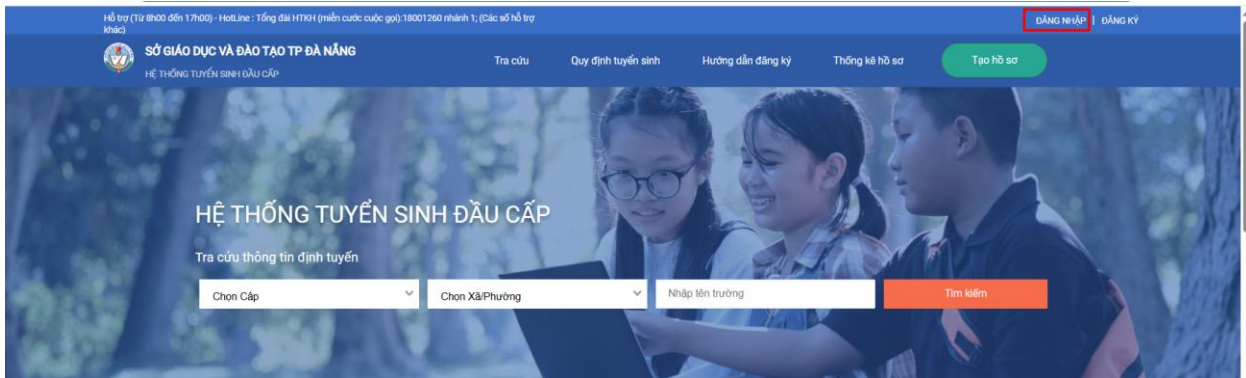 Hỗ trợ (Từ 8h00 đến 17h00) - HotLine : Tổng đài HTKH (miễn cước cuộc gọi):18001260 nhánh 1; (Các số hỗ trợ
khác)
ĐĂNG NHẬP | ĐĂNG KÝ
SỞ GIÁO DỤC VÀ ĐÀO TẠO TP ĐÀ NẴNG
HỆ THỐNG TUYỂN SINH ĐẦU CẤP
Tra cứu
Quy định tuyển sinh
Hướng dẫn đăng ký
Thống kê hồ sơ
Tạo hồ sơ
HỆ THỐNG TUYỂN SINH ĐẦU CẤP
Tra cứu thông tin định tuyến
Chọn Cấp
Chọn Xã/Phường
Nhập tên trường
Tìm kiếm